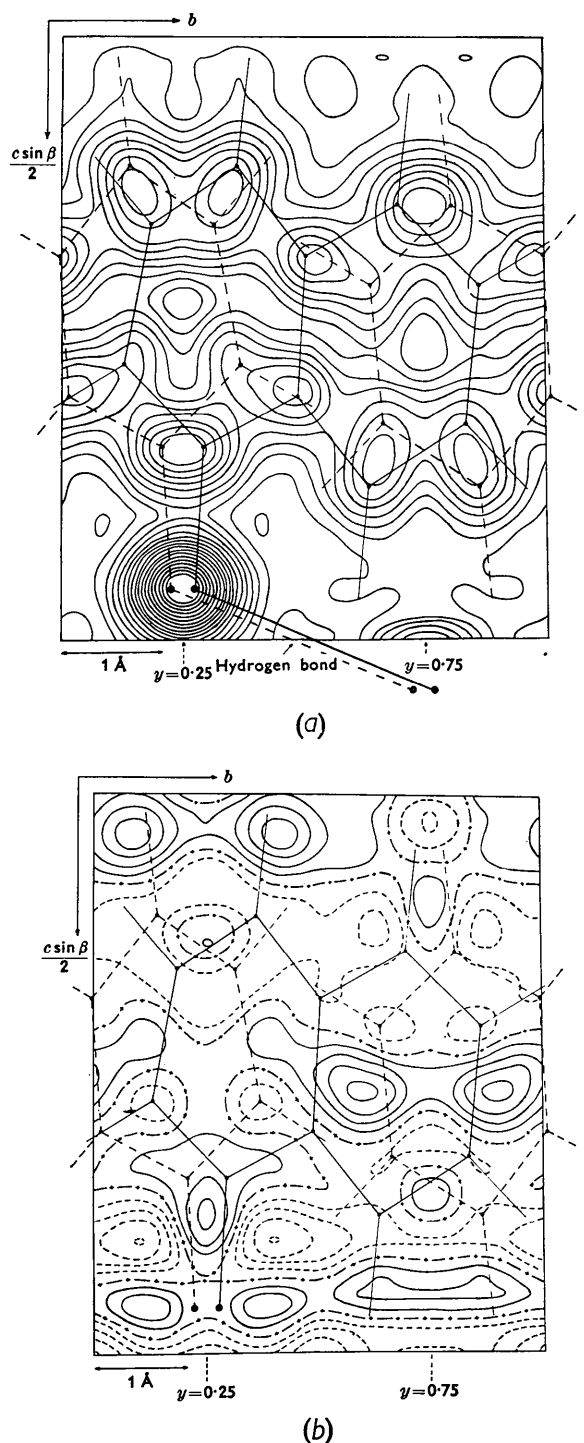 b
c sin β
2
1 Å
y=0·25
Hydrogen bond
y=0·75
(a)
b
c sin β
2
1 Å
y=0·25
y=0·75
(b)